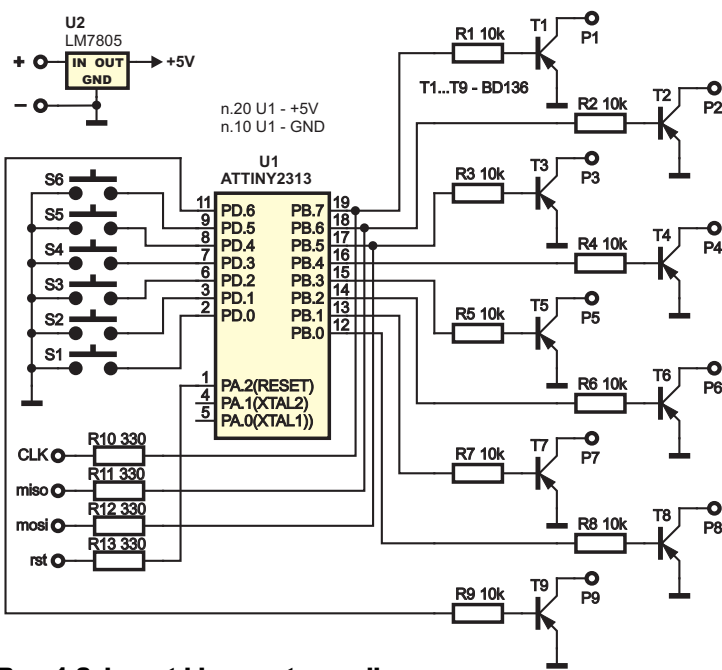 U2
LM7805
+
IN OUT
GND
+5V
−
n.20 U1 - +5V
n.10 U1 - GND
U1
ATTINY2313
S6
S5
S4
S3
S2
S1
11 PD.6
9 PD.5
8 PD.4
7 PD.3
6 PD.2
3 PD.1
2 PD.0
1 PA.2(RESET)
4 PA.1(XTAL2)
5 PA.0(XTAL1))
PB.7 19
PB.6 18
PB.5 17
PB.4 16
PB.3 15
PB.2 14
PB.1 13
PB.0 12
CLK R10 330
miso R11 330
mosi R12 330
rst R13 330
R1 10k T1 P1
T1...T9 - BD136
R2 10k T2 P2
R3 10k T3 P3
R4 10k T4 P4
R5 10k T5 P5
R6 10k T6 P6
R7 10k T7 P7
R8 10k T8 P8
R9 10k T9 P9